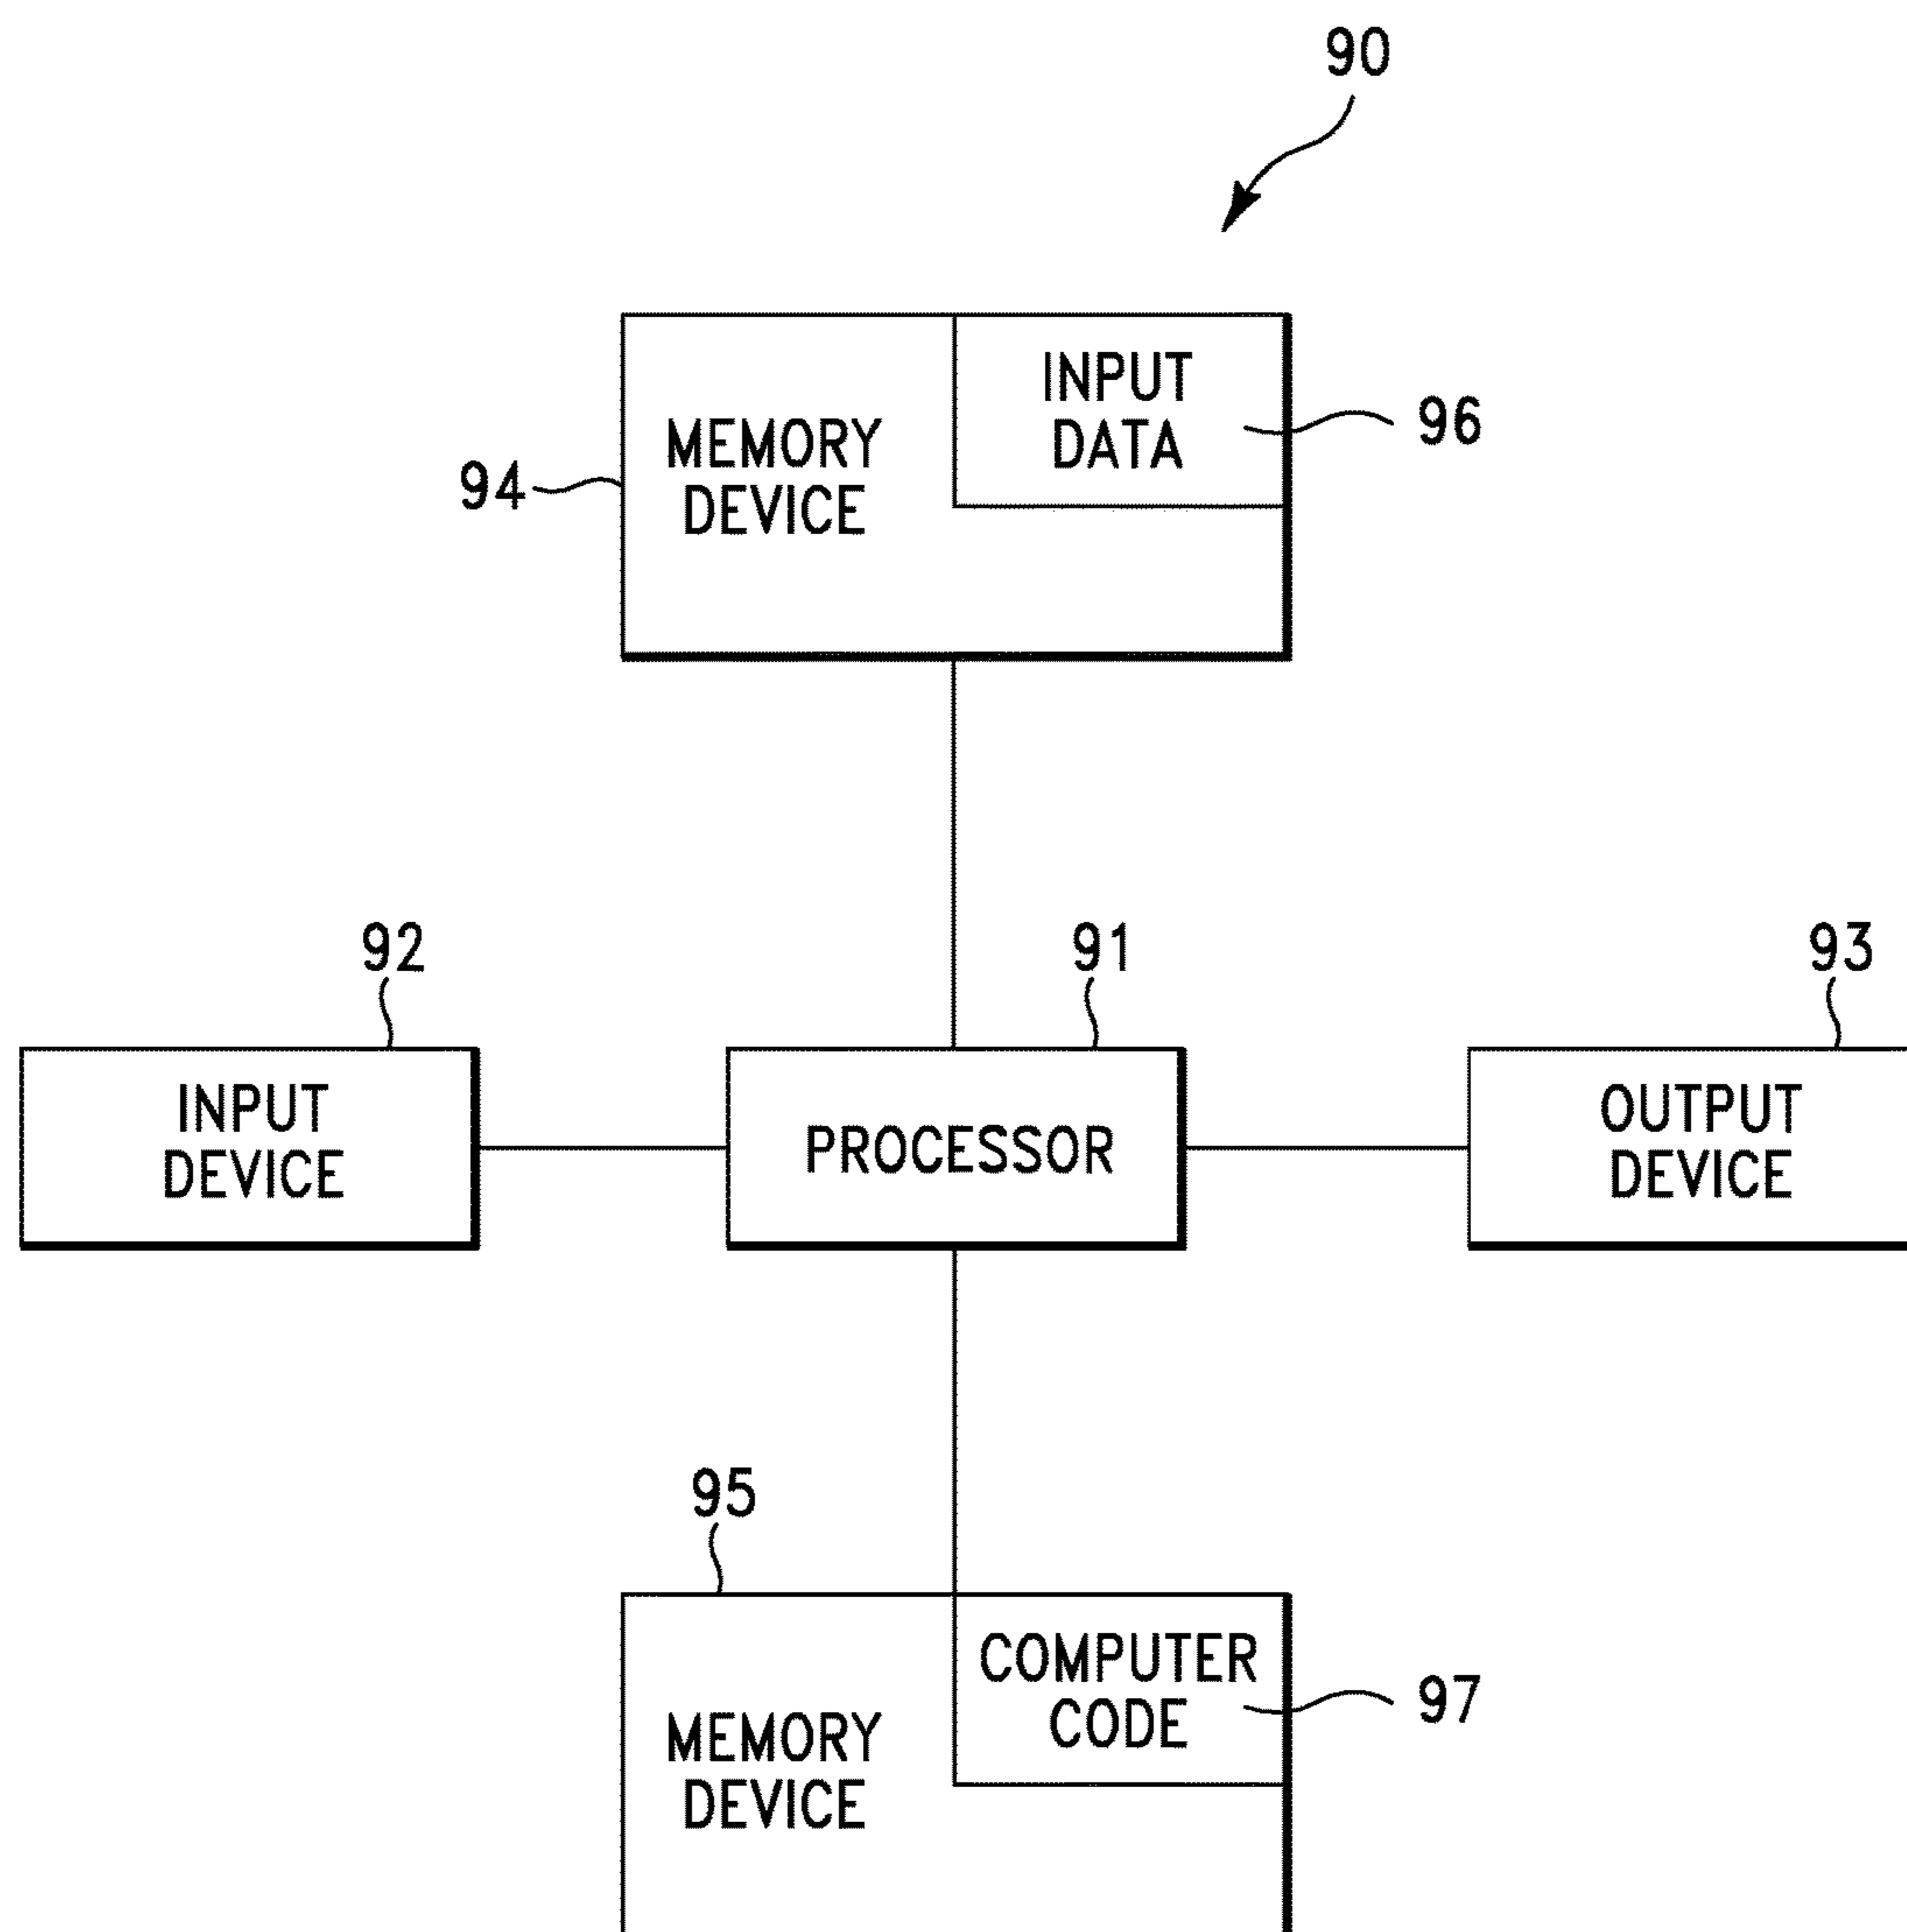 90
INPUT
DATA
96
MEMORY
DEVICE
94
92
91
93
INPUT
DEVICE
PROCESSOR
OUTPUT
DEVICE
95
COMPUTER
CODE
97
MEMORY
DEVICE